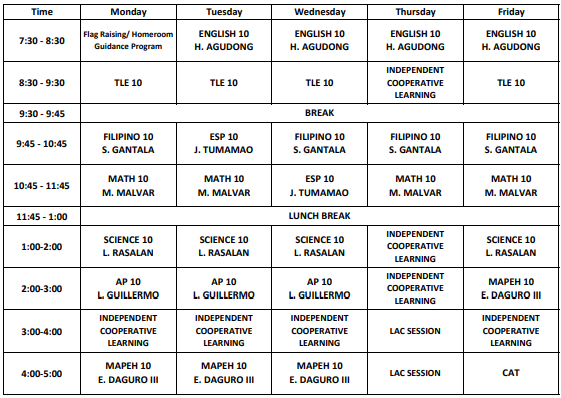 Time Monday Tuesday Wednesday Thursday Friday
7:30 - 8:30
Flag Raising/ Homeroom
Guidance Program
ENGLISH 10
H. AGUDONG
ENGLISH 10
H. AGUDONG
ENGLISH 10
H. AGUDONG
ENGLISH 10
H. AGUDONG
8:30 - 9:30
TLE 10
TLE 10
TLE 10
INDEPENDENT
COOPERATIVE
LEARNING
TLE 10
9:30 - 9:45
BREAK
9:45 - 10:45
FILIPINO 10
S. GANTALA
ESP 10
J. TUMAMAO
FILIPINO 10
S. GANTALA
FILIPINO 10
S. GANTALA
FILIPINO 10
S. GANTALA
10:45 - 11:45
MATH 10
M. MALVAR
MATH 10
M. MALVAR
ESP 10
J. TUMAMAO
MATH 10
M. MALVAR
MATH 10
M. MALVAR
11:45 - 1:00
LUNCH BREAK
1:00-2:00
SCIENCE 10
L. RASALAN
SCIENCE 10
L. RASALAN
SCIENCE 10
L. RASALAN
INDEPENDENT
COOPERATIVE
LEARNING
SCIENCE 10
L. RASALAN
2:00-3:00
AP 10
L. GUILLERMO
AP 10
L. GUILLERMO
AP 10
L. GUILLERMO
INDEPENDENT
COOPERATIVE
LEARNING
MAPEH 10
E. DAGURO III
3:00-4:00
INDEPENDENT
COOPERATIVE
LEARNING
INDEPENDENT
COOPERATIVE
LEARNING
INDEPENDENT
COOPERATIVE
LEARNING
LAC SESSION
INDEPENDENT
COOPERATIVE
LEARNING
4:00-5:00
MAPEH 10
E. DAGURO III
MAPEH 10
E. DAGURO III
MAPEH 10
E. DAGURO III
LAC SESSION
CAT